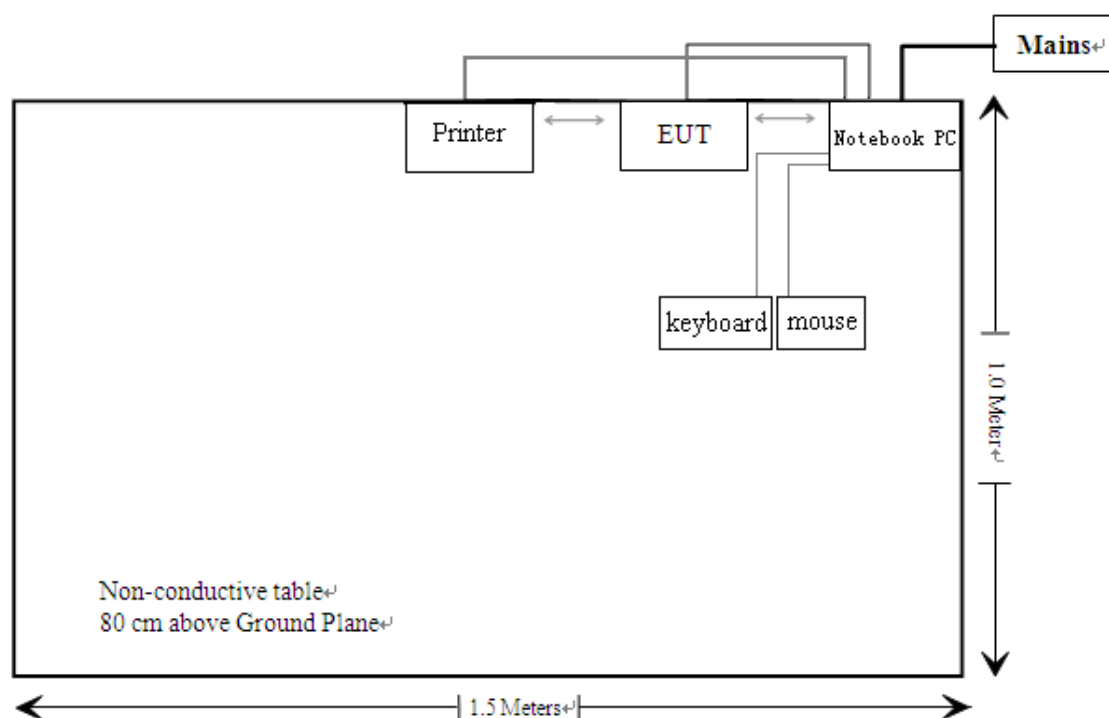 Mains↵
Printer
EUT
Notebook PC
keyboard
mouse
1.0 Meter↵
Non-conductive table↵
80 cm above Ground Plane↵
1.5 Meters↵